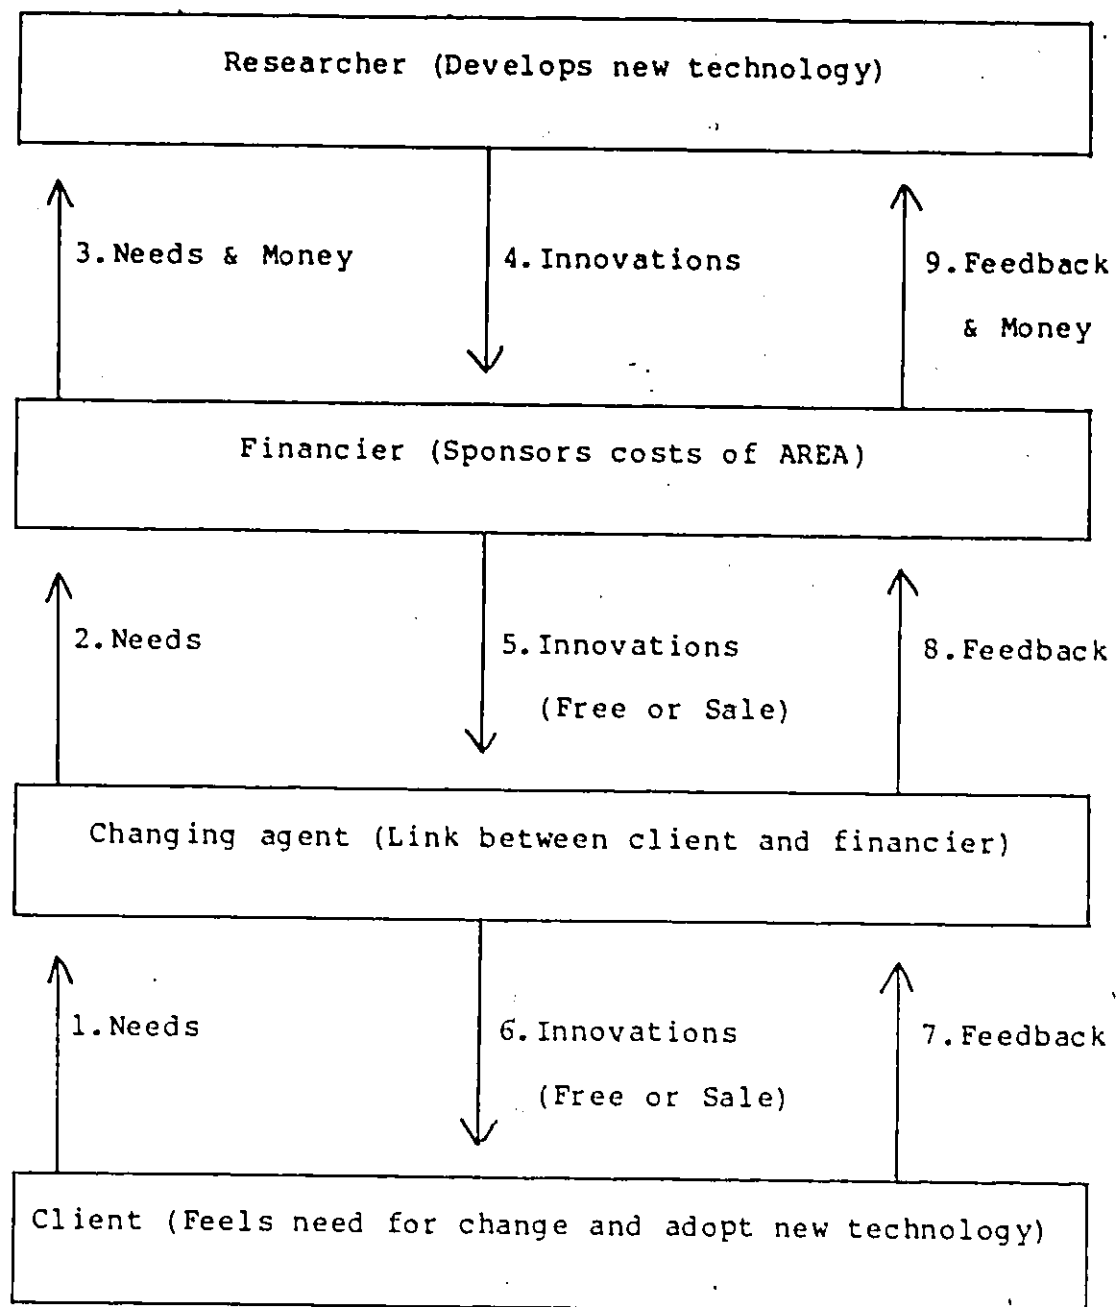 Researcher (Develops new technology)
3.Needs & Money
4.Innovations
9.Feedback
& Money
Financier (Sponsors costs of AREA)
2.Needs
5.Innovations
(Free or Sale)
8.Feedback
Changing agent (Link between client and financier)
1.Needs
6.Innovations
(Free or Sale)
7.Feedback
Client (Feels need for change and adopt new technology)